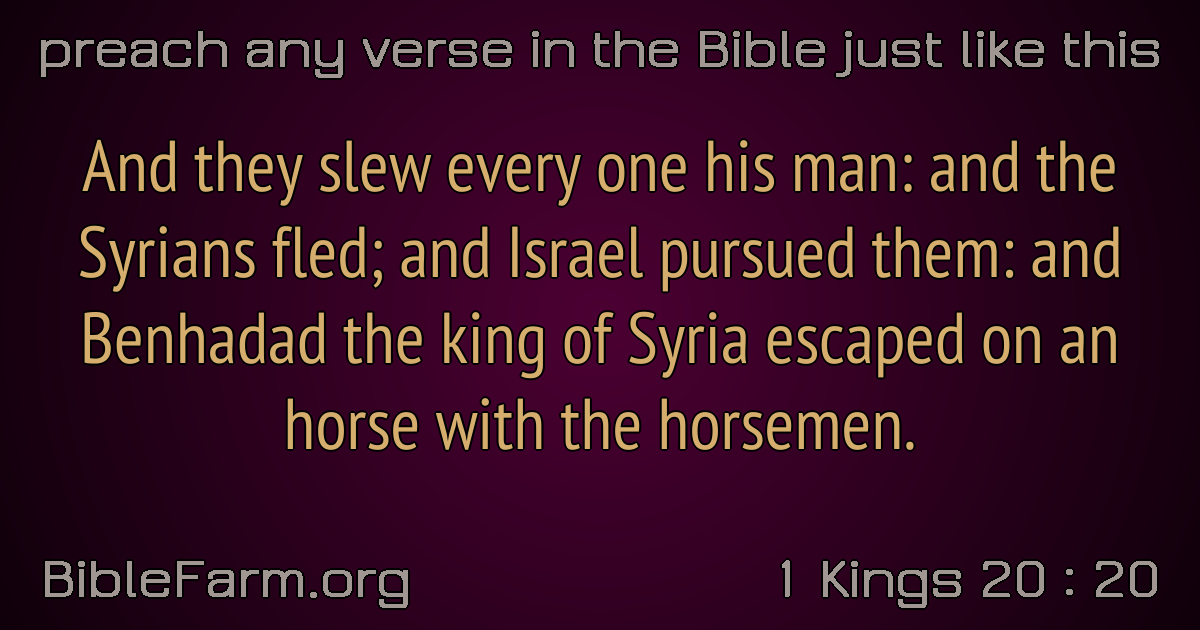 preach any verse in the Bible just like this
And they slew every one his man: and the
Syrians fled; and Israel pursued them: and
Benhadad the king of Syria escaped on an
horse with the horsemen.
BibleFarm.org
1 Kings 20 : 20